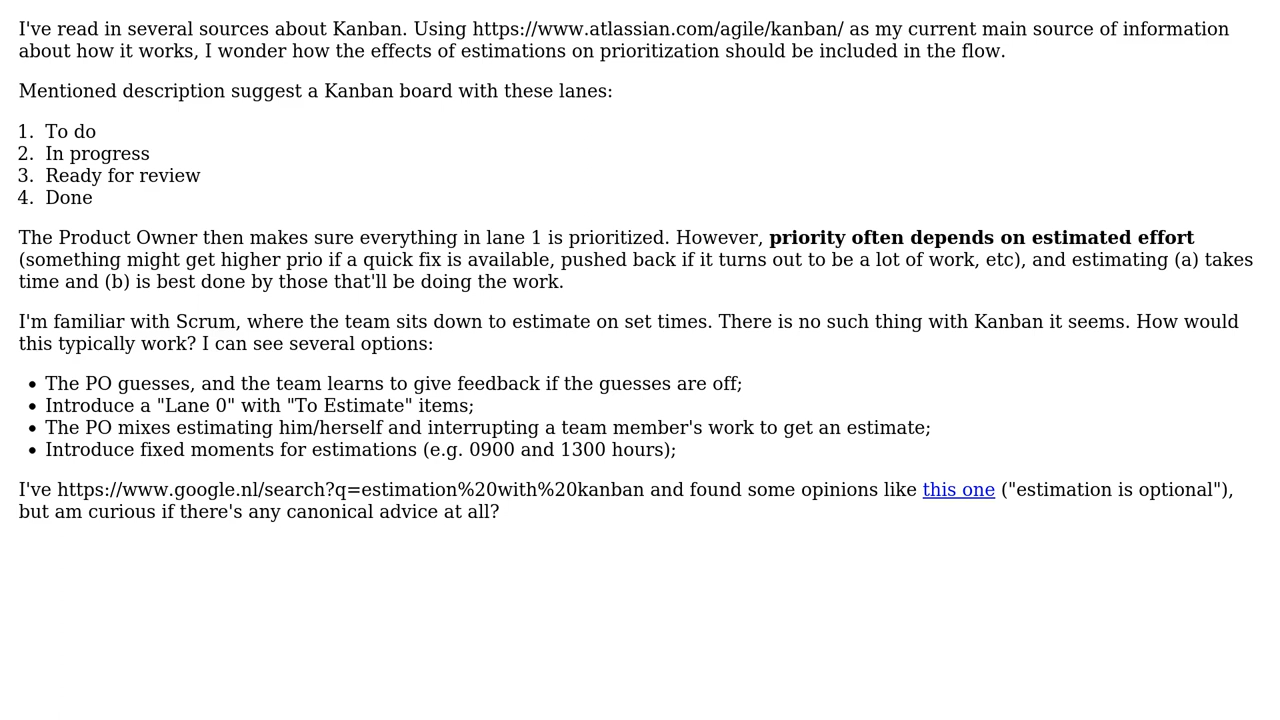 I've read in several sources about Kanban. Using https://www.atlassian.com/agile/kanban/ as my current main source of information
about how it works, I wonder how the effects of estimations on prioritization should be included in the flow.
Mentioned description suggest a Kanban board with these lanes:
1. To do
2. In progress
3. Ready for review
4. Done
The Product Owner then makes sure everything in lane 1 is prioritized. However, priority often depends on estimated effort
(something might get higher prio if a quick fix is available, pushed back if it turns out to be a lot of work, etc), and estimating (a) takes
time and (b) is best done by those that'll be doing the work.
I'm familiar with Scrum, where the team sits down to estimate on set times. There is no such thing with Kanban it seems. How would
this typically work? I can see several options:
• The PO guesses, and the team learns to give feedback if the guesses are off;
• Introduce a "Lane 0" with "To Estimate" items;
• The PO mixes estimating him/herself and interrupting a team member's work to get an estimate;
• Introduce fixed moments for estimations (e.g. 0900 and 1300 hours);
I've https://www.google.nl/search?q=estimation%20with%20kanban and found some opinions like this one ("estimation is optional"),
but am curious if there's any canonical advice at all?